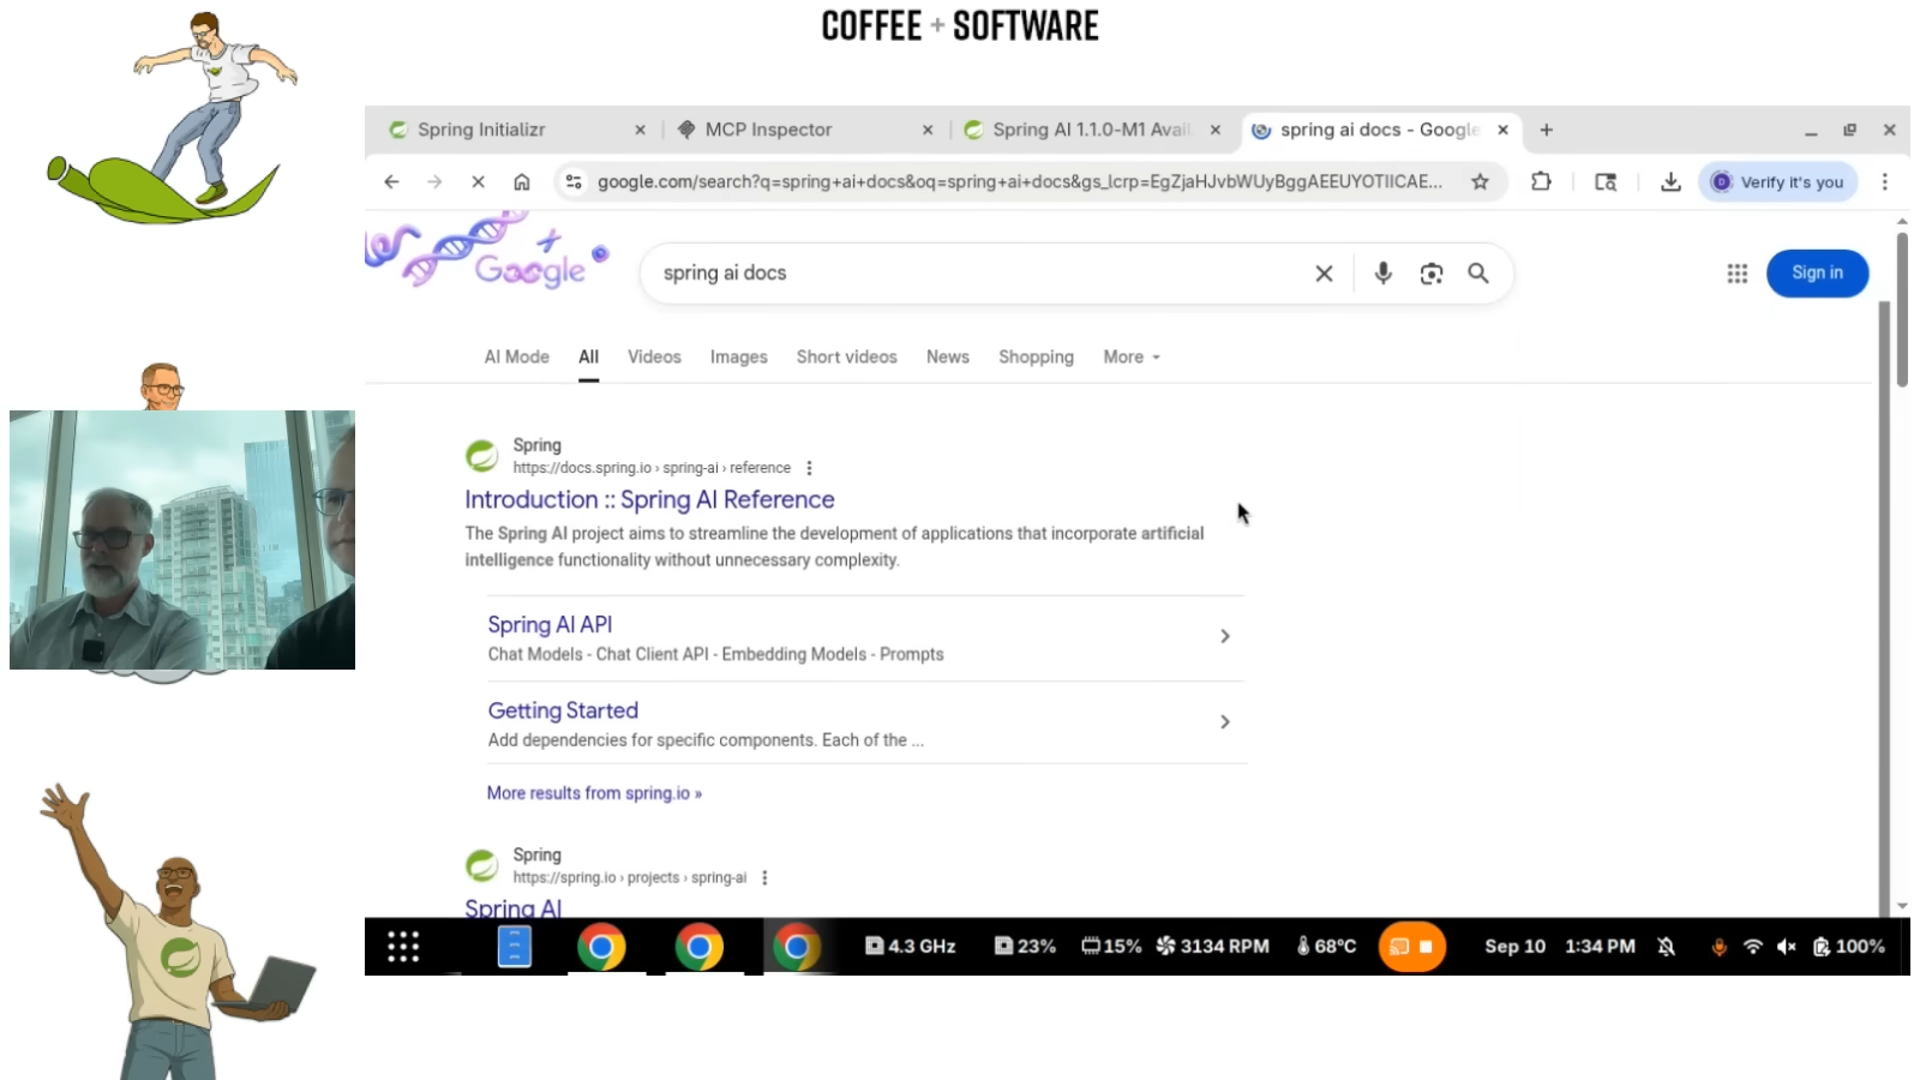 COFFEE + SOFTWARE
Spring Initializr
MCP Inspector
Spring AI 1.1.0-M1 Avai
spring ai docs - Google
google.com/search?q=spring+ai+docs&oq=spring+ai+docs&gs_lcrp=EgZjaHJvbWUyBggAEEUYOTIICAE...
Verify it's you
Google
spring ai docs
Sign in
AI Mode
All
Videos
Images
Short videos
News
Shopping
More
Spring
https://docs.spring.io › spring-ai › reference
Introduction :: Spring AI Reference
The Spring AI project aims to streamline the development of applications that incorporate artificial
intelligence functionality without unnecessary complexity.
Spring AI API
Chat Models - Chat Client API - Embedding Models - Prompts
Getting Started
Add dependencies for specific components. Each of the ...
More results from spring.io »
Spring
https://spring.io › projects › spring-ai
Spring AI
4.3 GHz
23%
15%
3134 RPM
68°C
Sep 10
1:34 PM
100%